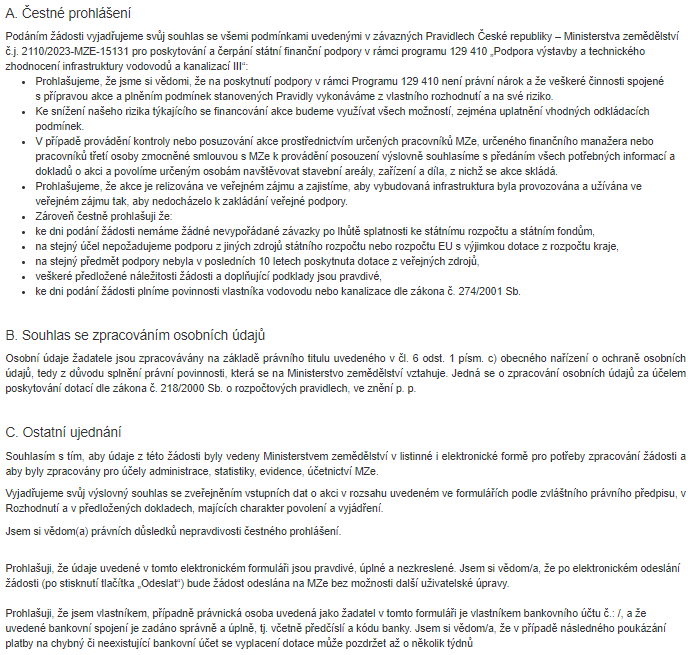 A. Čestné prohlášení
Podáním žádosti vyjadřujeme svůj souhlas se všemi podmínkami uvedenými v závazných Pravidlech České republiky – Ministerstva zemědělství
č.j. 2110/2023-MZE-15131 pro poskytování a čerpání státní finanční podpory v rámci programu 129 410 „Podpora výstavby a technického
zhodnocení infrastruktury vodovodů a kanalizací III“:
• Prohlašujeme, že jsme si vědomi, že na poskytnutí podpory v rámci Programu 129 410 není právní nárok a že veškeré činnosti spojené
s přípravou akce a plněním podmínek stanovených Pravidly vykonáváme z vlastního rozhodnutí a na své riziko.
• Ke snížení našeho rizika týkajícího se financování akce budeme využívat všech možností, zejména uplatnění vhodných odkládacích
podmínek.
• V případě provádění kontroly nebo posuzování akce prostřednictvím určených pracovníků MZe, určeného finančního manažera nebo
pracovníků třetí osoby zmocněné smlouvou s MZe k provádění posouzení výslovně souhlasíme s předáním všech potřebných informací a
dokladů o akci a povolíme určeným osobám navštěvovat stavební areály, zařízení a díla, z nichž se akce skládá.
• Prohlašujeme, že akce je relizována ve veřejném zájmu a zajistíme, aby vybudovaná infrastruktura byla provozována a užívána ve
veřejném zájmu tak, aby nedocházelo k zakládání veřejné podpory.
• Zároveň čestně prohlašuji že:
• ke dni podání žádosti nemáme žádné nevypořádané závazky po lhůtě splatnosti ke státnímu rozpočtu a státním fondům,
• na stejný účel nepožadujeme podporu z jiných zdrojů státního rozpočtu nebo rozpočtu EU s výjimkou dotace z rozpočtu kraje,
• na stejný předmět podpory nebyla v posledních 10 letech poskytnuta dotace z veřejných zdrojů,
• veškeré předložené náležitosti žádosti a doplňující podklady jsou pravdivé,
• ke dni podání žádosti plníme povinnosti vlastníka vodovodu nebo kanalizace dle zákona č. 274/2001 Sb.
B. Souhlas se zpracováním osobních údajů
Osobní údaje žadatele jsou zpracovávány na základě právního titulu uvedeného v čl. 6 odst. 1 písm. c) obecného nařízení o ochraně osobních
údajů, tedy z důvodu splnění právní povinnosti, která se na Ministerstvo zemědělství vztahuje. Jedná se o zpracování osobních údajů za účelem
poskytování dotací dle zákona č. 218/2000 Sb. o rozpočtových pravidlech, ve znění p. p.
C. Ostatní ujednání
Souhlasím s tím, aby údaje z této žádosti byly vedeny Ministerstvem zemědělství v listinné i elektronické formě pro potřeby zpracování žádosti a
aby byly zpracovány pro účely administrace, statistiky, evidence, účetnictví MZe.
Vyjadřujeme svůj výslovný souhlas se zveřejněním vstupních dat o akci v rozsahu uvedeném ve formulářích podle zvláštního právního předpisu, v
Rozhodnutí a v předložených dokladech, majících charakter povolení a vyjádření.
Jsem si vědom(a) právních důsledků nepravdivosti čestného prohlášení.
Prohlašuji, že údaje uvedené v tomto elektronickém formuláři jsou pravdivé, úplné a nezkreslené. Jsem si vědom/a, že po elektronickém odeslání
žádosti (po stisknutí tlačítka „Odeslat“) bude žádost odeslána na MZe bez možnosti další uživatelské úpravy.
Prohlašuji, že jsem vlastníkem, případně právnická osoba uvedená jako žadatel v tomto formuláři je vlastníkem bankovního účtu č.: /, a že
uvedené bankovní spojení je zadáno správně a úplně, tj. včetně předčíslí a kódu banky. Jsem si vědom/a, že v případě následného poukázání
platby na chybný či neexistující bankovní účet se vyplacení dotace může pozdržet až o několik týdnů